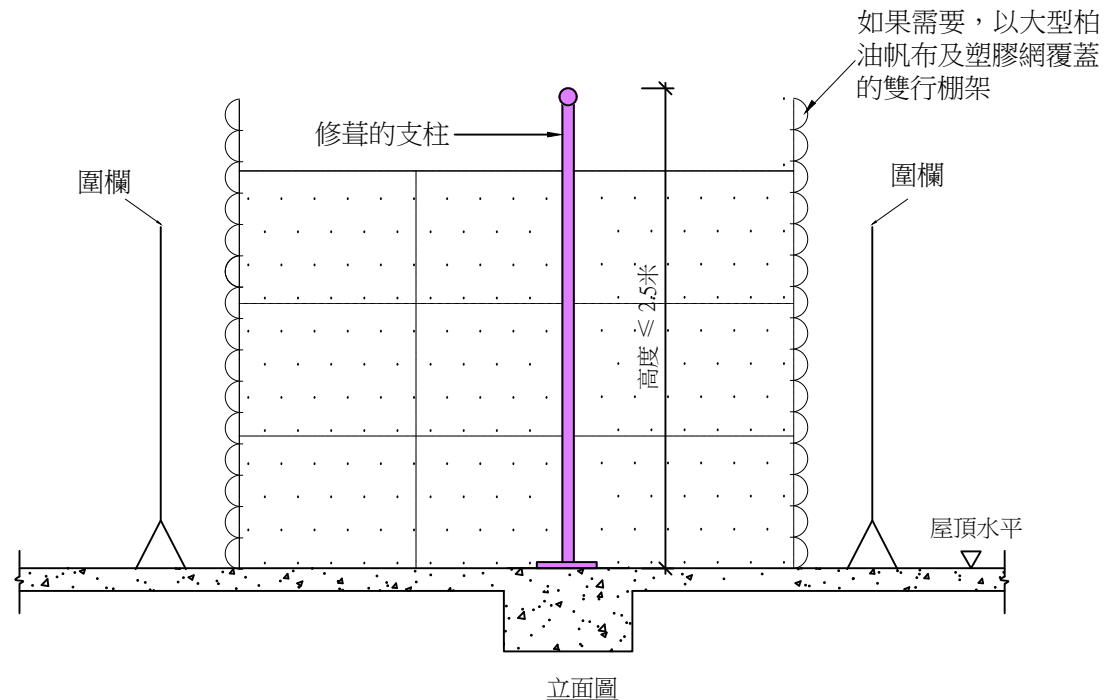 如果需要，以大型柏
油帆布及塑膠網覆蓋
的雙行棚架
修葺的支柱
圍欄
圍欄
高度 ≤ 2.5米
屋頂水平
立面圖